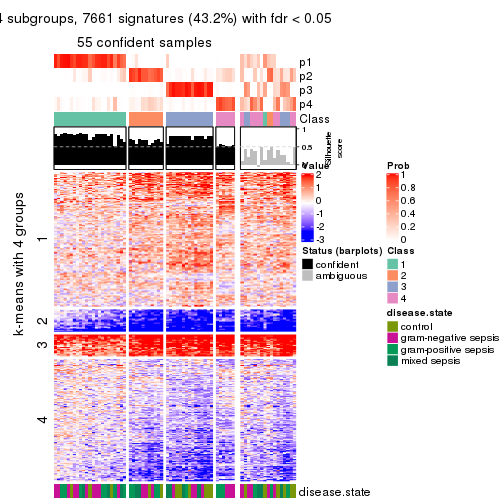 4 subgroups, 7661 signatures (43.2%) with fdr < 0.05
55 confident samples
p1
p2
p3
p4
Class
1
0.5
0
Silhouette
score
k-means with 4 groups
1
2
3
4
disease.state
Value
2
1
0
-1
-2
-3
Status (barplots)
confident
ambiguous
Prob
1
0.8
0.6
0.4
0.2
0
Class
1
2
3
4
disease.state
control
gram-negative sepsis
gram-positive sepsis
mixed sepsis